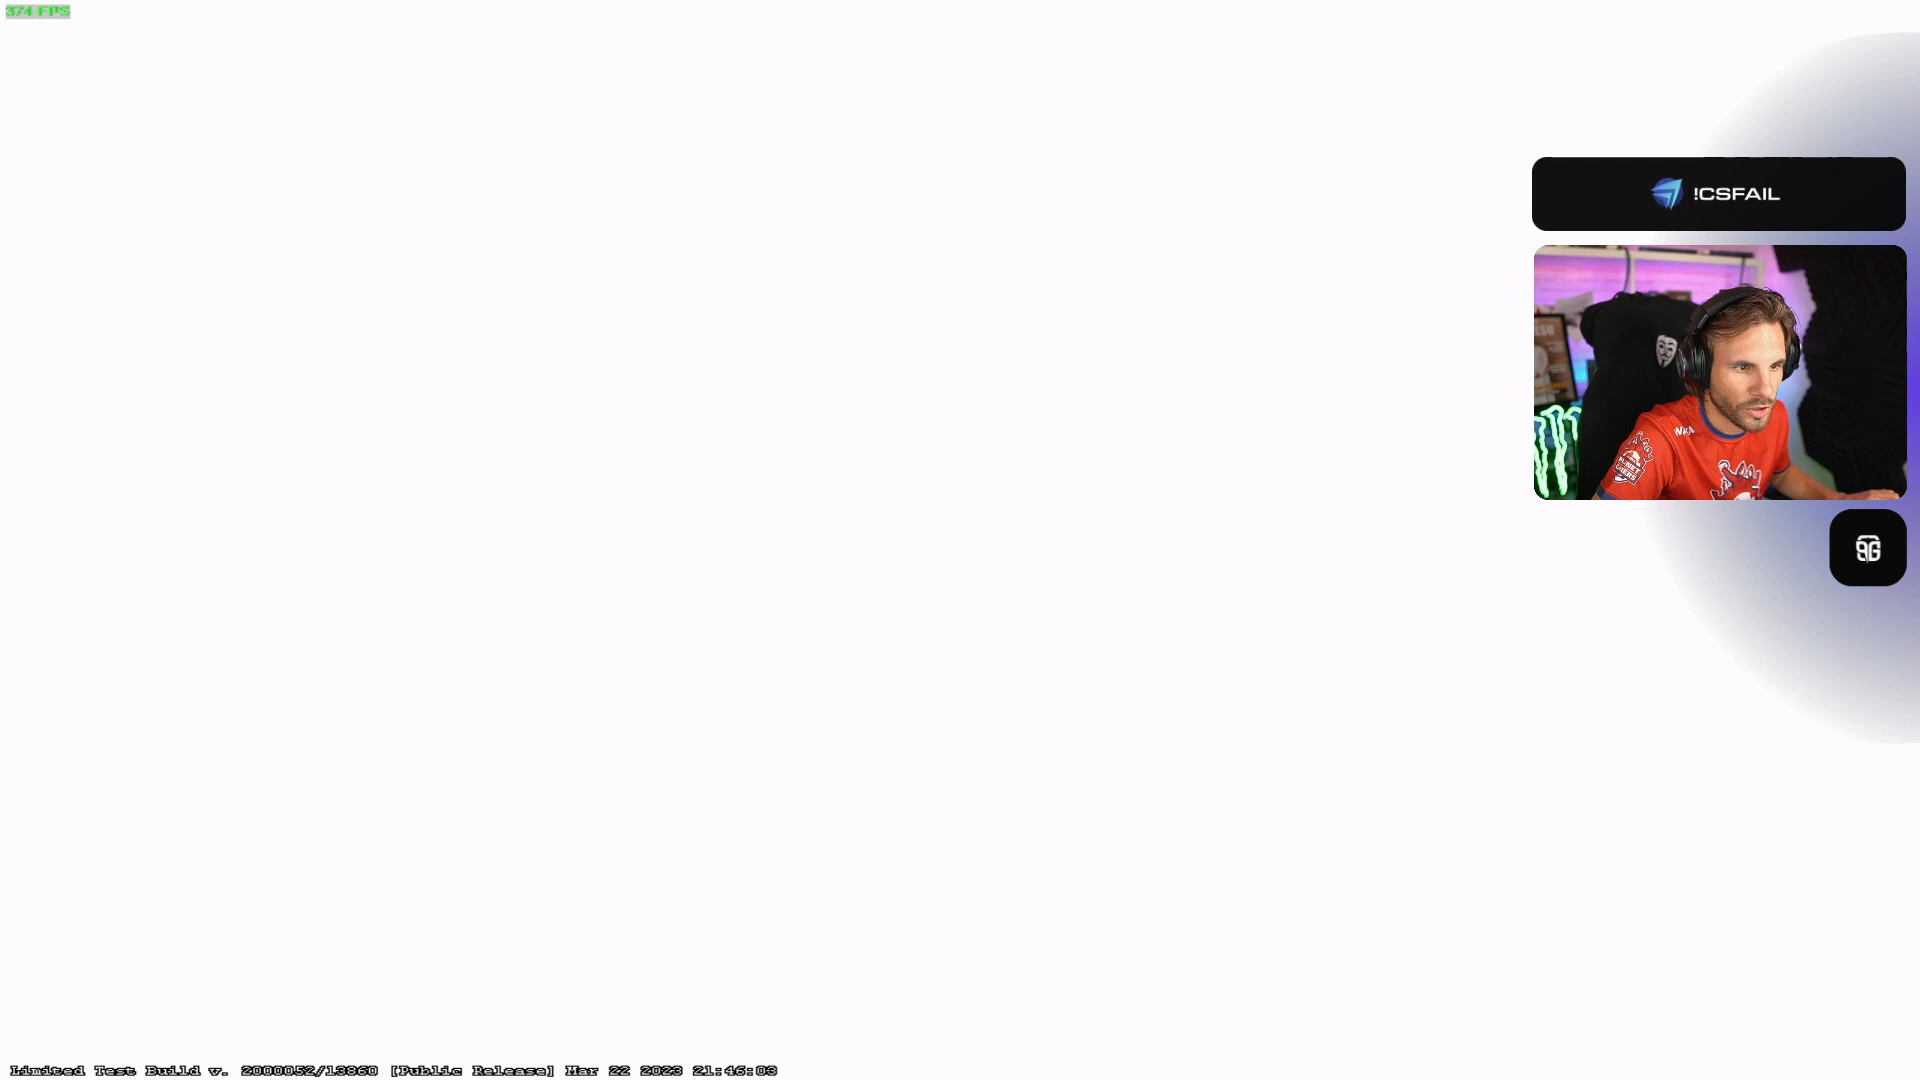 374 FPS
!CSFAIL
Limited Test Build v. 2000052/13860 [Public Release] Mar 22 2023 21:46:03